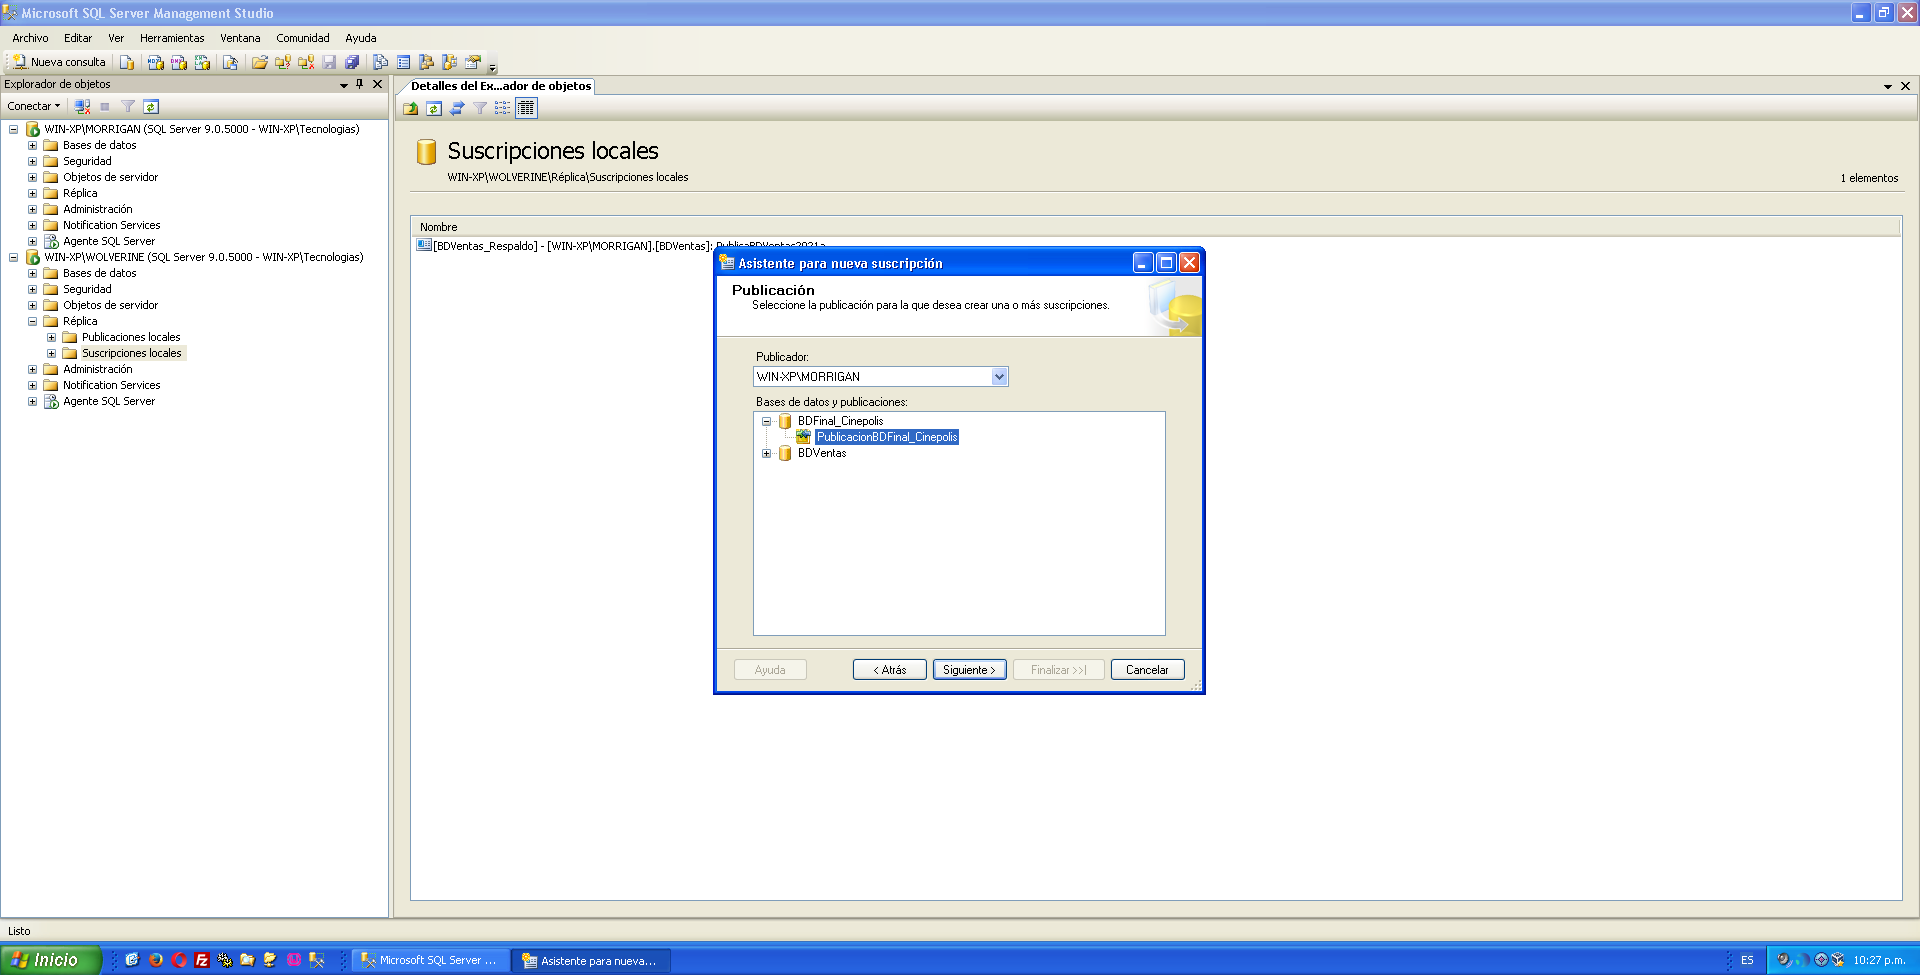 Microsoft SQL Server Management Studio
Archivo Editar Ver Herramientas Ventana Comunidad Ayuda
Nueva consulta
Explorador de objetos
Conectar
WIN-XP\MORRIGAN (SQL Server 9.0.5000 - WIN-XP\Tecnologias)
Bases de datos
Seguridad
Objetos de servidor
Réplica
Administración
Notification Services
Agente SQL Server
WIN-XP\WOLVERINE (SQL Server 9.0.5000 - WIN-XP\Tecnologias)
Bases de datos
Seguridad
Objetos de servidor
Réplica
Publicaciones locales
Suscripciones locales
Administración
Notification Services
Agente SQL Server
Detalles del Ex...ador de objetos
Suscripciones locales
WIN-XP\WOLVERINE\Réplica\Suscripciones locales
1 elementos
Nombre
[BDVentas_Respaldo] - [WIN-XP\MORRIGAN].[BDVentas]: PublicaBDVentas2021a
Asistente para nueva suscripción
Publicación
Seleccione la publicación para la que desea crear una o más suscripciones.
Publicador:
WIN-XP\MORRIGAN
Bases de datos y publicaciones:
BDFinal_Cinepolis
PublicacionBDFinal_Cinepolis
BDVentas
Ayuda < Atrás Siguiente > Finalizar >>| Cancelar
Listo
Inicio Microsoft SQL Server ... Asistente para nueva... ES 10:27 p.m.